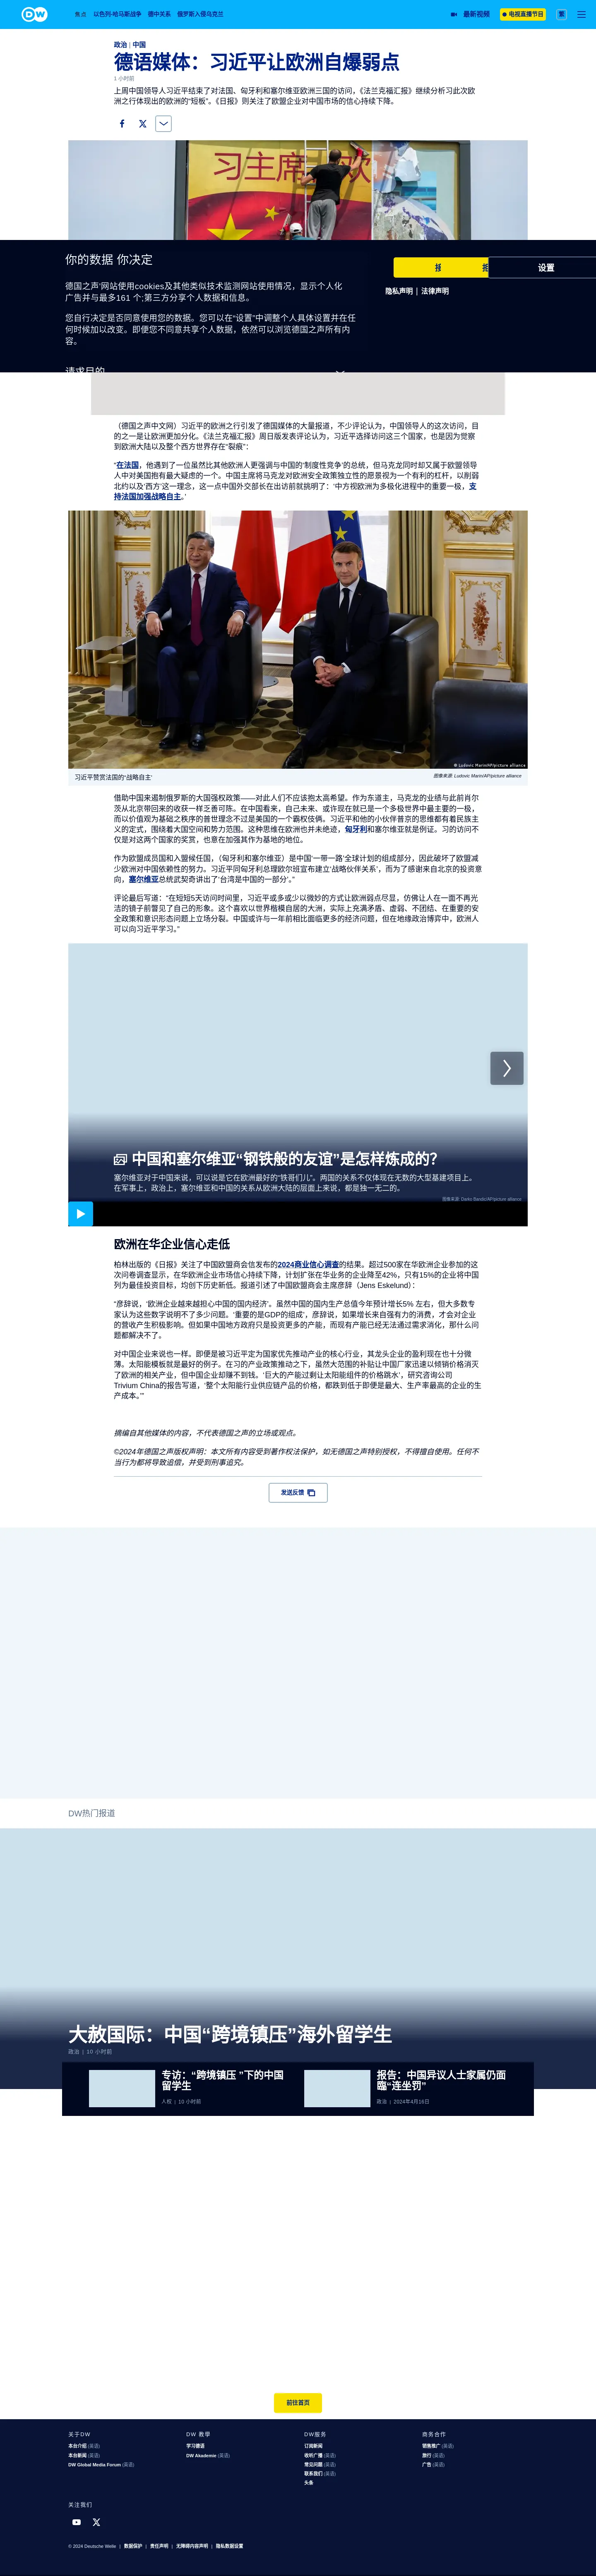 DW
焦点 以色列-哈马斯战争 德中关系 俄罗斯入侵乌克兰
最新视频 电视直播节目 繁
政治 | 中国
德语媒体：习近平让欧洲自爆弱点
1 小时前
上周中国领导人习近平结束了对法国、匈牙利和塞尔维亚欧洲三国的访问，《法兰克福汇报》继续分析习此次欧
洲之行体现出的欧洲的“短板”。《日报》则关注了欧盟企业对中国市场的信心持续下降。
习主席 欢
你的数据 你决定
设置
德国之声'网站使用cookies及其他类似技术监测网站使用情况，显示个人化
广告并与最多161 个;第三方分享个人数据和信息。
隐私声明 | 法律声明
您自行决定是否同意使用您的数据。您可以在“设置”中调整个人具体设置并在任
何时候加以改变。即便您不同意共享个人数据，依然可以浏览德国之声所有内
容。
请求目的
（德国之声中文网）习近平的欧洲之行引发了德国媒体的大量报道，不少评论认为，中国领导人的这次访问，目
的之一是让欧洲更加分化。《法兰克福汇报》周日版发表评论认为，习近平选择访问这三个国家，也是因为觉察
到欧洲大陆以及整个西方世界存在“裂痕”：
“在法国，他遇到了一位虽然比其他欧洲人更强调与中国的‘制度性竞争’的总统，但马克龙同时却又属于欧盟领导
人中对美国抱有最大疑虑的一个。中国主席将马克龙对欧洲安全政策独立性的愿景视为一个有利的杠杆，以削弱
北约以及‘西方’这一理念，这一点中国外交部长在出访前就挑明了：‘中方视欧洲为多极化进程中的重要一极，支
持法国加强战略自主。’
© Ludovic Marin/AP/picture alliance
习近平赞赏法国的‘战略自主’
图像来源: Ludovic Marin/AP/picture alliance
借助中国来遏制俄罗斯的大国强权政策——对此人们不应该抱太高希望。作为东道主，马克龙的业绩与此前肖尔
茨从北京带回来的收获一样乏善可陈。在中国看来，自己未来、或许现在就已经是一个多极世界中最主要的一极，
而以价值观为基础之秩序的普世理念不过是美国的一个霸权伎俩。习近平和他的小伙伴普京的思维都有着民族主
义的定式，围绕着大国空间和势力范围。这种思维在欧洲也并未绝迹，匈牙利和塞尔维亚就是例证。习的访问不
仅是对这两个国家的奖赏，也意在加强其作为基地的地位。
作为欧盟成员国和入盟候任国，（匈牙利和塞尔维亚）是中国‘一带一路’全球计划的组成部分，因此破坏了欧盟减
少欧洲对中国依赖性的努力。习近平同匈牙利总理欧尔班宣布建立‘战略伙伴关系’，而为了感谢来自北京的投资意
向，塞尔维亚总统武契奇讲出了‘台湾是中国的一部分’。”
评论最后写道：“在短短5天访问时间里，习近平或多或少以微妙的方式让欧洲弱点尽显，仿佛让人在一面不再光
洁的镜子前瞥见了自己的形象。这个喜欢以世界楷模自居的大洲，实际上充满矛盾、虚弱、不团结、在重要的安
全政策和意识形态问题上立场分裂。中国或许与一年前相比面临更多的经济问题，但在地缘政治博弈中，欧洲人
可以向习近平学习。”
中国和塞尔维亚“钢铁般的友谊”是怎样炼成的？
塞尔维亚对于中国来说，可以说是它在欧洲最好的“铁哥们儿”。两国的关系不仅体现在无数的大型基建项目上。
在军事上，政治上，塞尔维亚和中国的关系从欧洲大陆的层面上来说，都是独一无二的。
图像来源: Darko Bandic/AP/picture alliance
欧洲在华企业信心走低
柏林出版的《日报》关注了中国欧盟商会信发布的2024商业信心调查的结果。超过500家在华欧洲企业参加的这
次问卷调查显示，在华欧洲企业市场信心持续下降，计划扩张在华业务的企业降至42%，只有15%的企业将中国
列为最佳投资目标，均创下历史新低。报道引述了中国欧盟商会主席彦辞（Jens Eskelund）:
“彦辞说，‘欧洲企业越来越担心中国的国内经济’。虽然中国的国内生产总值今年预计增长5% 左右，但大多数专
家认为这些数字说明不了多少问题。‘重要的是GDP的组成’，彦辞说，如果增长来自强有力的消费，才会对企业
的营收产生积极影响。但如果中国地方政府只是投资更多的产能，而现有产能已经无法通过需求消化，那什么问
题都解决不了。
对中国企业来说也一样。即便是被习近平定为国家优先推动产业的核心行业，其龙头企业的盈利现在也十分微
薄。太阳能模板就是最好的例子。在习的产业政策推动之下，虽然大范围的补贴让中国厂家迅速以倾销价格消灭
了欧洲的相关产业，但中国企业却赚不到钱。‘巨大的产能过剩让太阳能组件的价格跳水’，研究咨询公司
Trivium China的报告写道，‘整个太阳能行业供应链产品的价格，都跌到低于即便是最大、生产率最高的企业的生
产成本。’”
摘编自其他媒体的内容，不代表德国之声的立场或观点。
©2024年德国之声版权声明：本文所有内容受到著作权法保护，如无德国之声特别授权，不得擅自使用。任何不
当行为都将导致追偿，并受到刑事追究。
发送反馈
DW热门报道
大赦国际：中国“跨境镇压”海外留学生
政治 | 10 小时前
专访：“跨境镇压 ”下的中国
留学生
人权 | 10 小时前
报告：中国异议人士家属仍面
臨“连坐罚”
政治 | 2024年4月16日
前往首页
关于DW
本台介绍 (英语)
本台新闻 (英语)
DW Global Media Forum (英语)
DW 教學
学习德语
DW Akademie (英语)
DW服务
订阅新闻
收听广播 (英语)
常见问题 (英语)
联系我们 (英语)
头条
商务合作
销售推广 (英语)
旅行 (英语)
广告 (英语)
关注我们
© 2024 Deutsche Welle | 数据保护 | 责任声明 | 无障碍内容声明 | 隐私数据设置